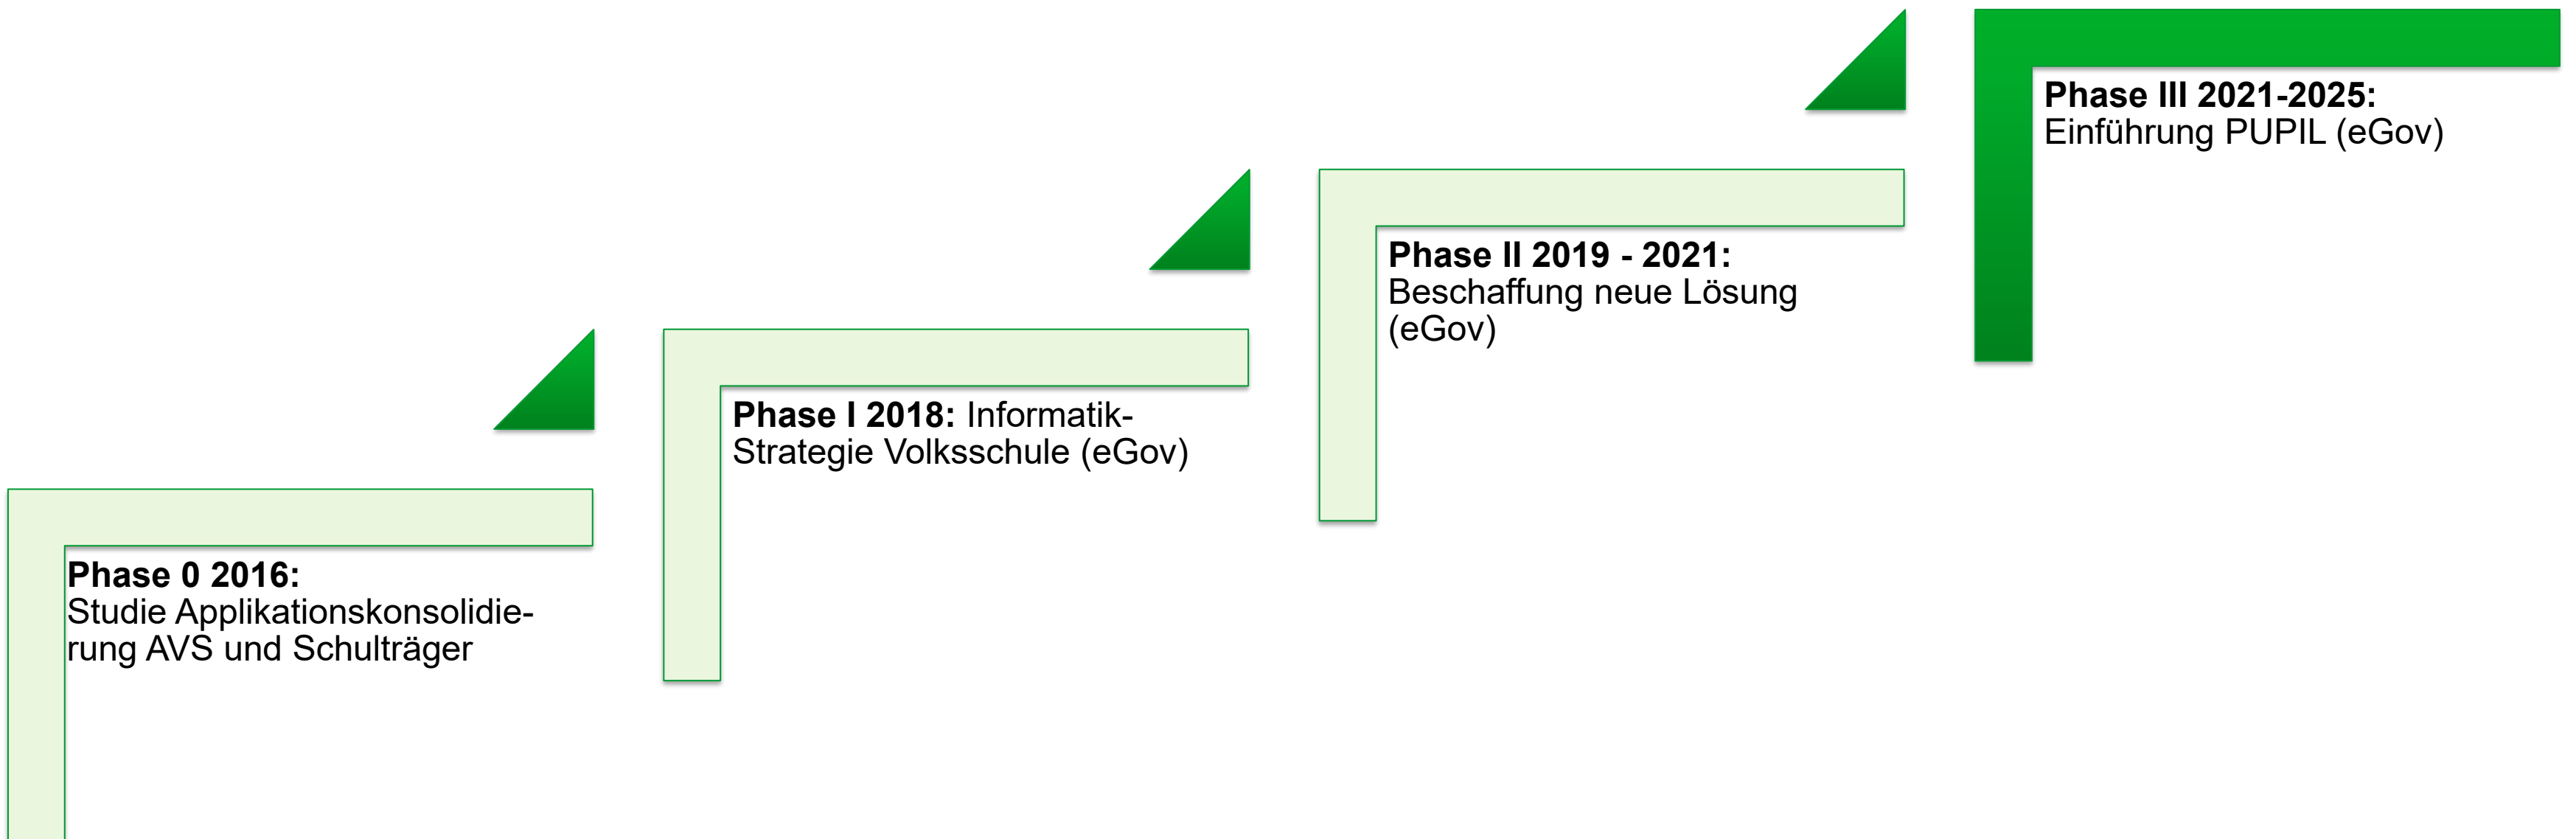 Phase 0 2016:
Studie Applikationskonsolidie-
rung AVS und Schulträger
Phase I 2018: Informatik-
Strategie Volksschule (eGov)
Phase II 2019 - 2021:
Beschaffung neue Lösung
(eGov)
Phase III 2021-2025:
Einführung PUPIL (eGov)